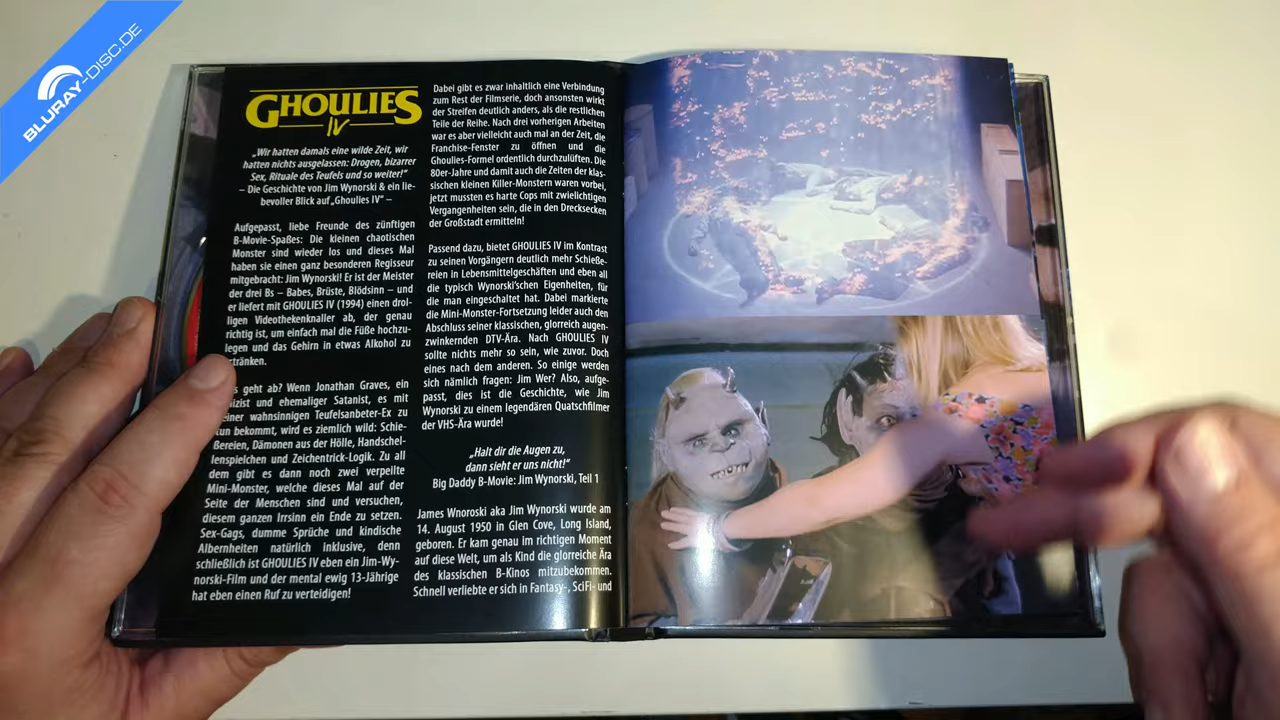 BLURAY-DISC.DE
GHOULIES
IV
„Wir hatten damals eine wilde Zeit, wir
hatten nichts ausgelassen: Drogen, bizarrer
Sex, Rituale des Teufels und so weiter!“
– Die Geschichte von Jim Wynorski & ein lie-
bevoller Blick auf „Ghoulies IV“ –
Aufgepasst, liebe Freunde des zünftigen
B-Movie-Spaßes: Die kleinen chaotischen
Monster sind wieder los und dieses Mal
haben sie einen ganz besonderen Regisseur
mitgebracht: Jim Wynorski! Er ist der Meister
der drei Bs – Babes, Brüste, Blödsinn – und
er liefert mit GHOULIES IV (1994) einen drol-
ligen Videothekenknaller ab, der genau
richtig ist, um einfach mal die Füße hochzu-
legen und das Gehirn in etwas Alkohol zu
tränken.
geht ab? Wenn Jonathan Graves, ein
und ehemaliger Satanist, es mit
einer wahnsinnigen Teufelsanbeter-Ex zu
tun bekommt, wird es ziemlich wild: Schie-
ßereien, Dämonen aus der Hölle, Handschel-
lenspielchen und Zeichentrick-Logik. Zu all
dem gibt es dann noch zwei verpeilte
Mini-Monster, welche dieses Mal auf der
Seite der Menschen sind und versuchen,
diesem ganzen Irrsinn ein Ende zu setzen.
Sex-Gags, dumme Sprüche und kindische
Albernheiten natürlich inklusive, denn
schließlich ist GHOULIES IV eben ein Jim-Wy-
norski-Film und der mental ewig 13-Jährige
hat eben einen Ruf zu verteidigen!
Dabei gibt es zwar inhaltlich eine Verbindung
zum Rest der Filmserie, doch ansonsten wirkt
der Streifen deutlich anders, als die restlichen
Teile der Reihe. Nach drei vorherigen Arbeiten
war es aber vielleicht auch mal an der Zeit, die
Franchise-Fenster zu öffnen und die
Ghoulies-Formel ordentlich durchzulüften. Die
80er-Jahre und damit auch die Zeiten der klas-
sischen kleinen Killer-Monstern waren vorbei,
jetzt mussten es harte Cops mit zwielichtigen
Vergangenheiten sein, die in den Drecksecken
der Großstadt ermitteln!
Passend dazu, bietet GHOULIES IV im Kontrast
zu seinen Vorgängern deutlich mehr Schieße-
reien in Lebensmittelgeschäften und eben all
die typisch Wynorski’schen Eigenheiten, für
die man eingeschaltet hat. Dabei markierte
die Mini-Monster-Fortsetzung leider auch den
Abschluss seiner klassischen, glorreich augen-
zwinkernden DTV-Ära. Nach GHOULIES IV
sollte nichts mehr so sein, wie zuvor. Doch
eines nach dem anderen. So einige werden
sich nämlich fragen: Jim Wer? Also, aufge-
passt, dies ist die Geschichte, wie Jim
Wynorski zu einem legendären Quatschfilmer
der VHS-Ära wurde!
„Halt dir die Augen zu,
dann sieht er uns nicht!“
Big Daddy B-Movie: Jim Wynorski, Teil 1
James Wnoroski aka Jim Wynorski wurde am
14. August 1950 in Glen Cove, Long Island,
geboren. Er kam genau im richtigen Moment
auf diese Welt, um als Kind die glorreiche Ära
des klassischen B-Kinos mitzubekommen.
Schnell verliebte er sich in Fantasy-, SciFi- und